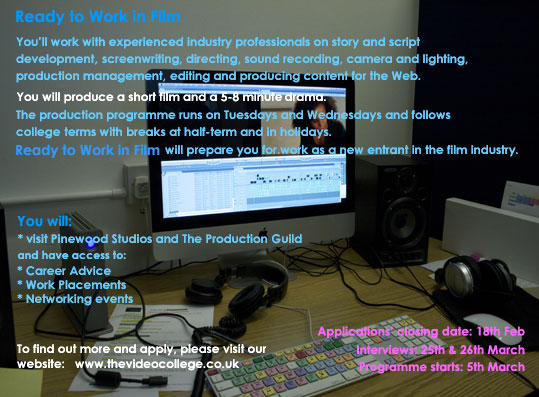 Ready to Work in Film
You'll work with experienced industry professionals on story and script
development, screenwriting, directing, sound recording, camera and lighting,
production management, editing and producing content for the Web.
You will produce a short film and a 5-8 minute drama.
The production programme runs on Tuesdays and Wednesdays and follows
college terms with breaks at half-term and in holidays.
Ready to Work in Film will prepare you for work as a new entrant in the film industry.
You will:
* visit Pinewood Studios and The Production Guild
and have access to:
* Career Advice
* Work Placements
* Networking events
To find out more and apply, please visit our
website: www.thevideocollege.co.uk
Applications' closing date: 18th Feb
Interviews: 25th & 26th March
Programme starts: 5th March